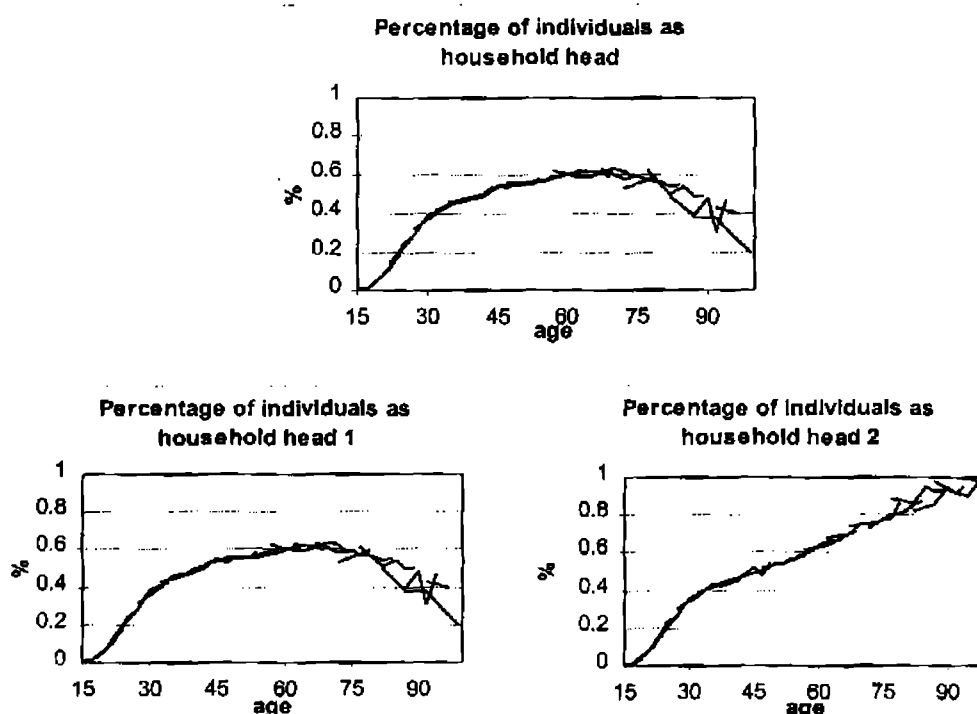 Percentage of individuals as
household head
1
0.8
0.6
0.4
0.2
0
%
15 30 45 60 75 90
age
Percentage of individuals as
household head 1
1
0.8
0.6
0.4
0.2
0
%
15 30 45 60 75 90
age
Percentage of individuals as
household head 2
1
0.8
0.6
0.4
0.2
0
%
15 30 45 60 75 90
age